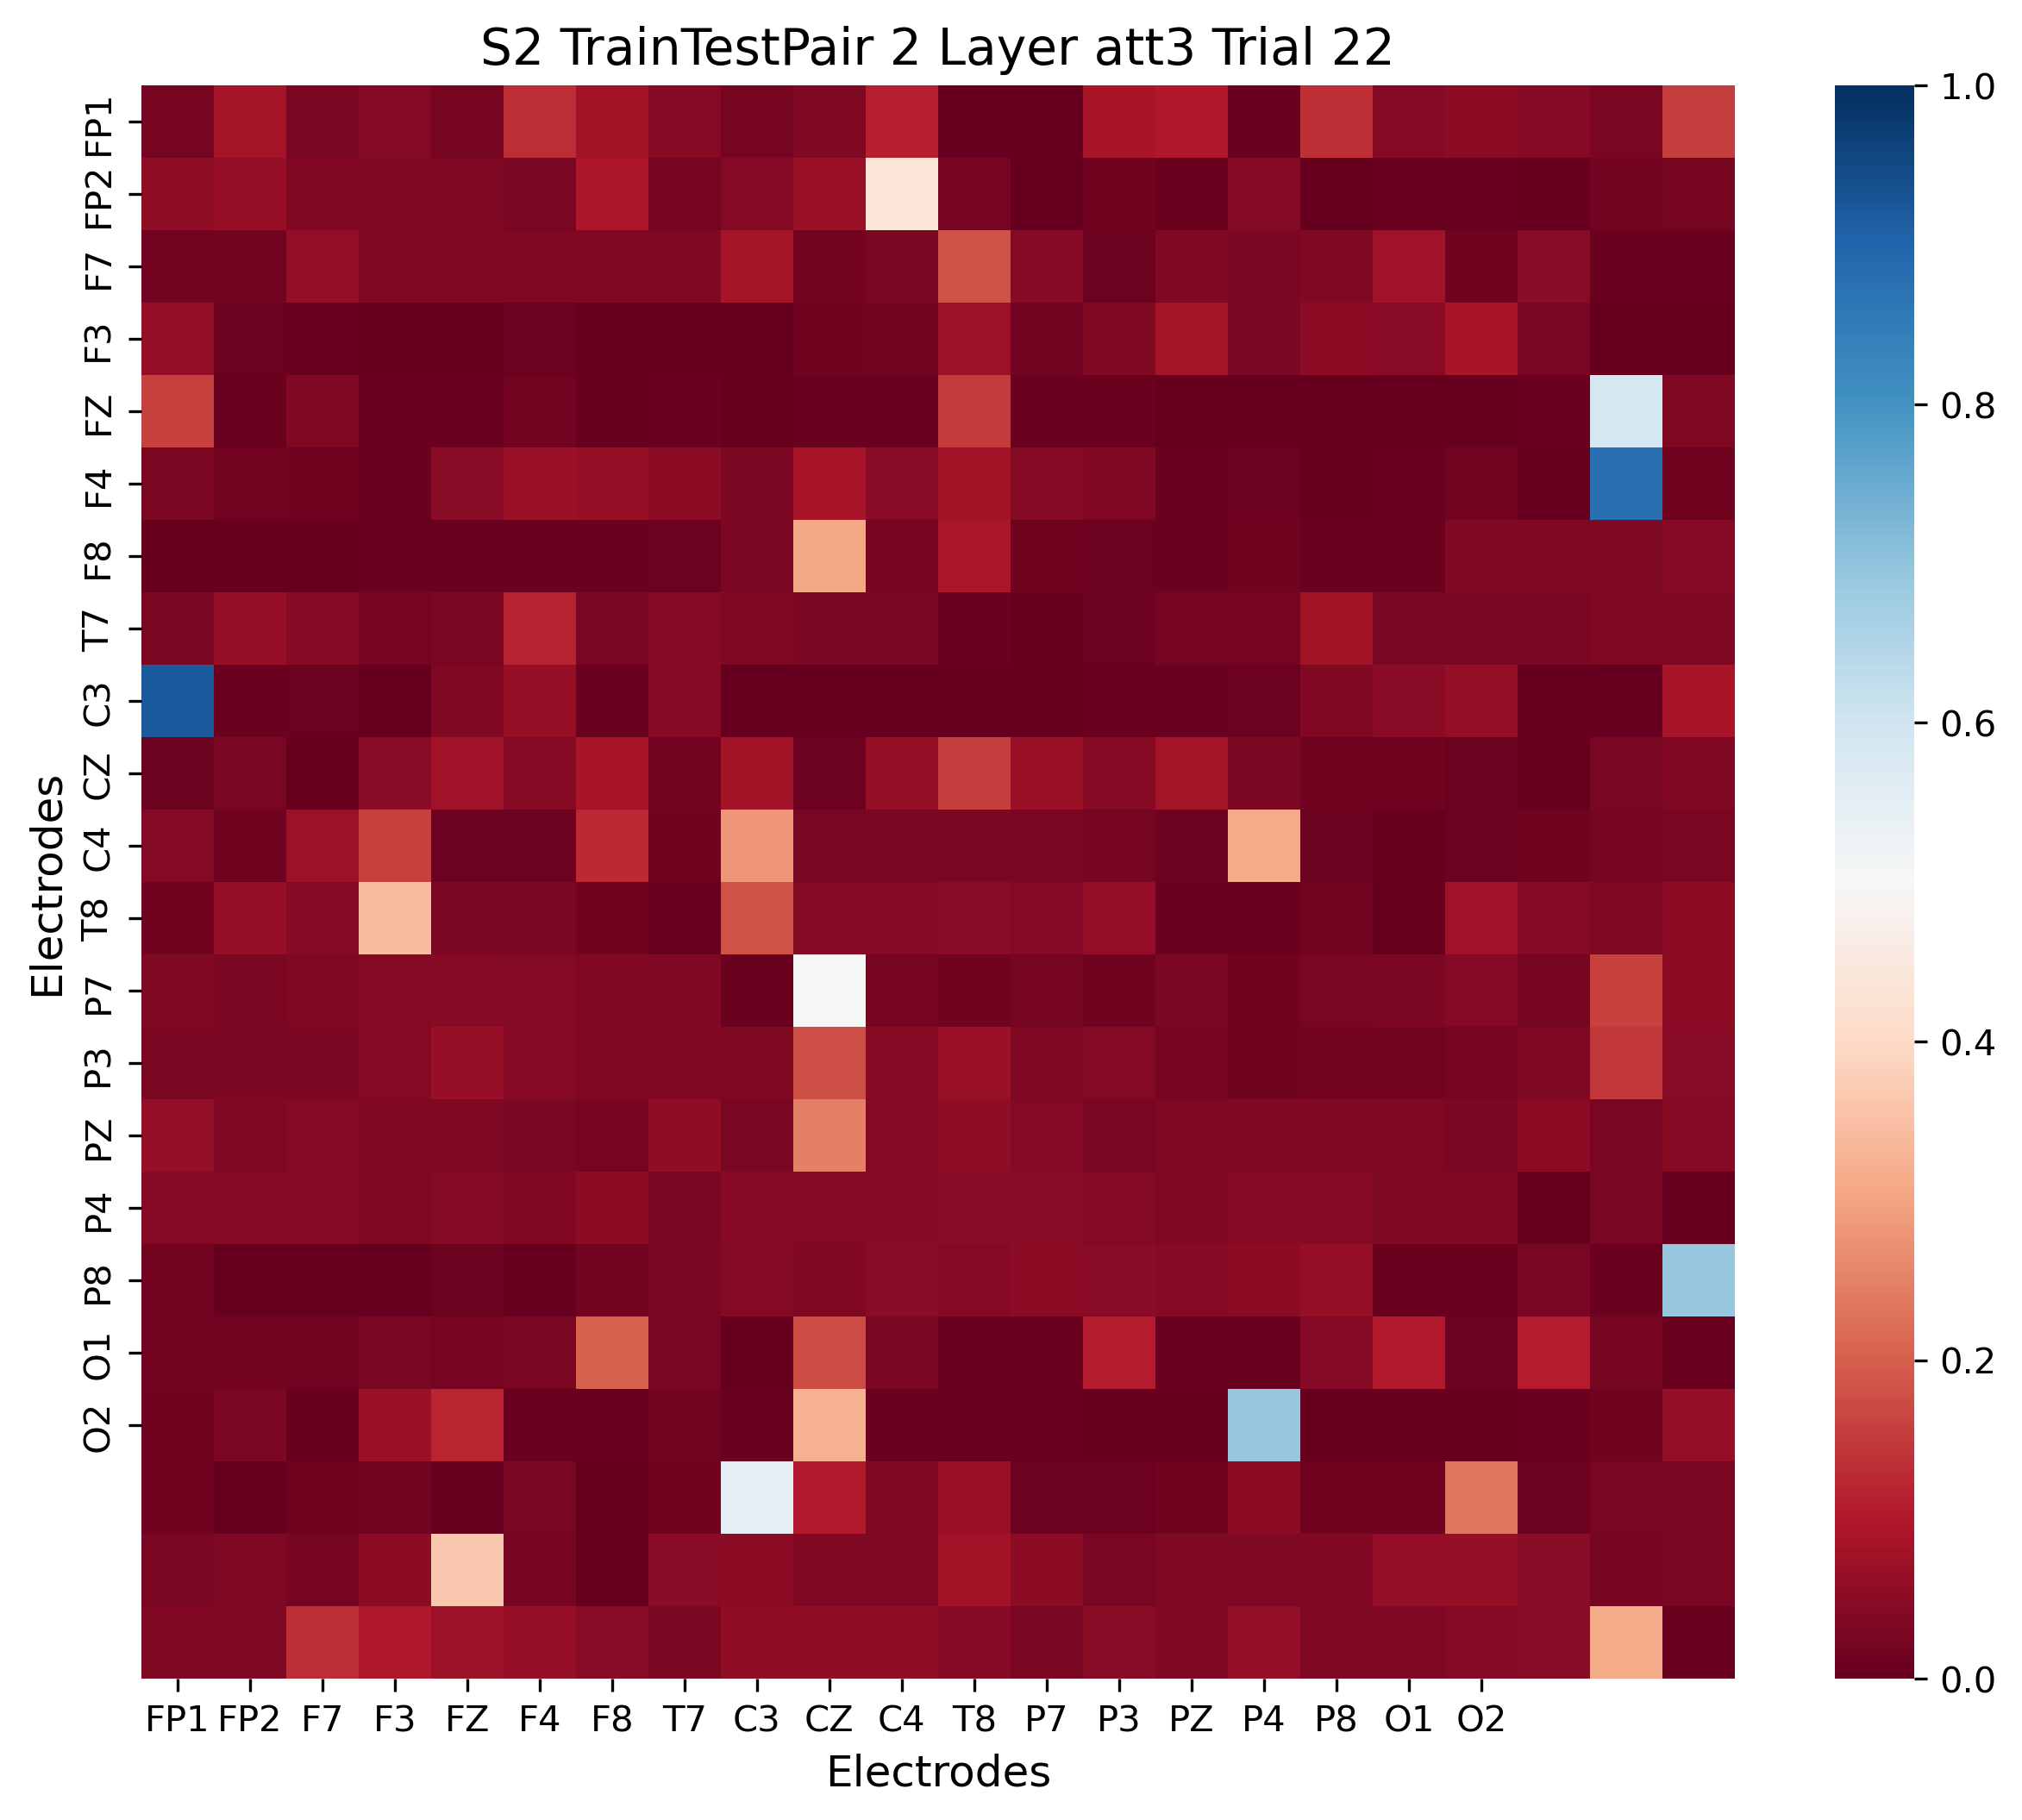 S2 TrainTestPair 2 Layer att3 Trial 22
Electrodes
FP1
FP2
F7
F3
FZ
F4
F8
T7
C3
CZ
C4
T8
P7
P3
PZ
P4
P8
O1
O2
FP1 FP2 F7 F3 FZ F4 F8 T7 C3 CZ C4 T8 P7 P3 PZ P4 P8 O1 O2
Electrodes
1.0
0.8
0.6
0.4
0.2
0.0